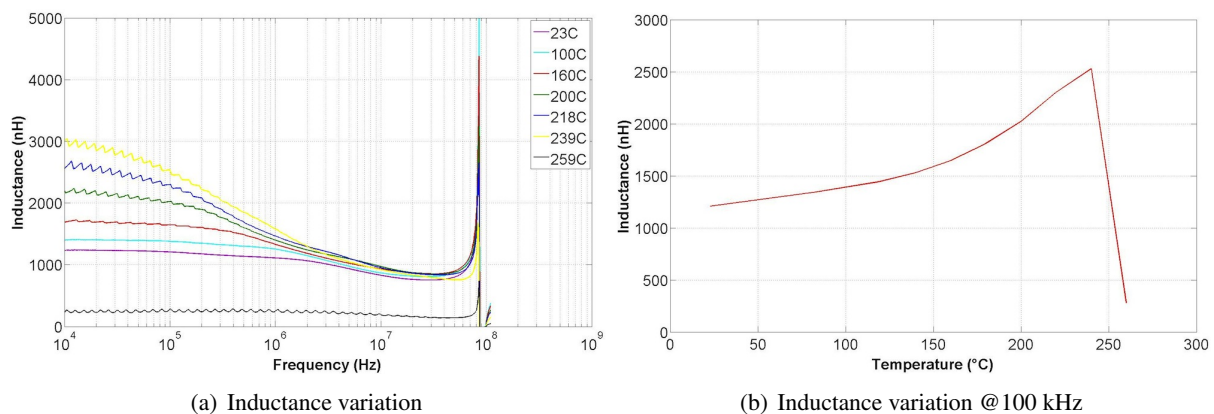 5000
4000
3000
2000
1000
0
Inductance (nH)
10^4
10^5
10^6
10^7
10^8
10^9
Frequency (Hz)
23C
100C
160C
200C
218C
239C
259C
(a) Inductance variation
3000
2500
2000
1500
1000
500
0
Inductance (nH)
0
50
100
150
200
250
300
Temperature (°C)
(b) Inductance variation @100 kHz